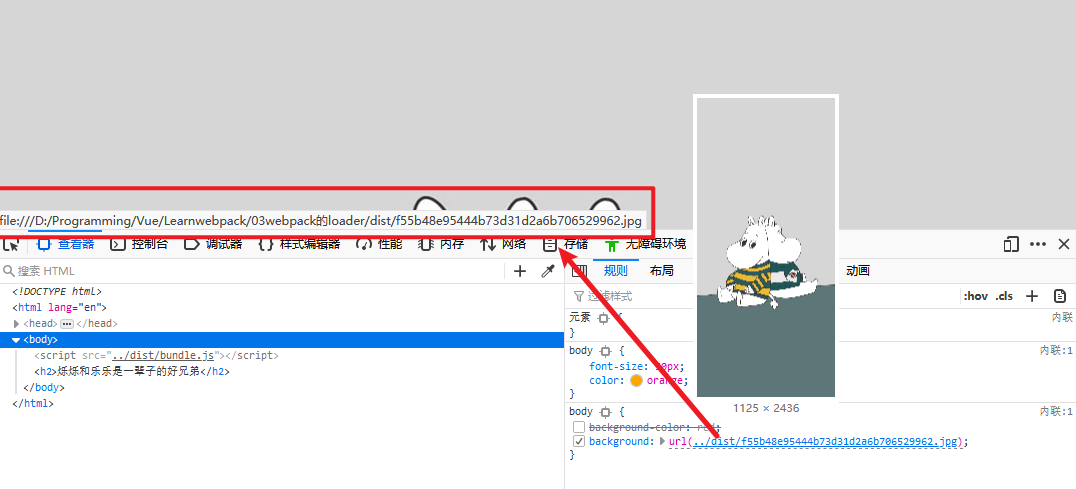 file:///D:/Programming/Vue/Learnwebpack/03webpack的loader/dist/f55b48e95444b73d31d2a6b706529962.jpg
查看器 控制台 调试器 {} 样式编辑器 性能 内存 网络 存储 无障碍环境
搜索 HTML
规则 布局 动画
过滤样式 :hov .cls
<!DOCTYPE html>
<html lang="en">
<head> </head>
<body>
<script src="../dist/bundle.js"></script>
<h2>烁烁和乐乐是一辈子的好兄弟</h2>
</body>
</html>
元素 { 内联
}
body { 内联:1
font-size: 20px;
color: orange;
}
1125 × 2436
body { 内联:1
background-color: red;
background: url(../dist/f55b48e95444b73d31d2a6b706529962.jpg);
}